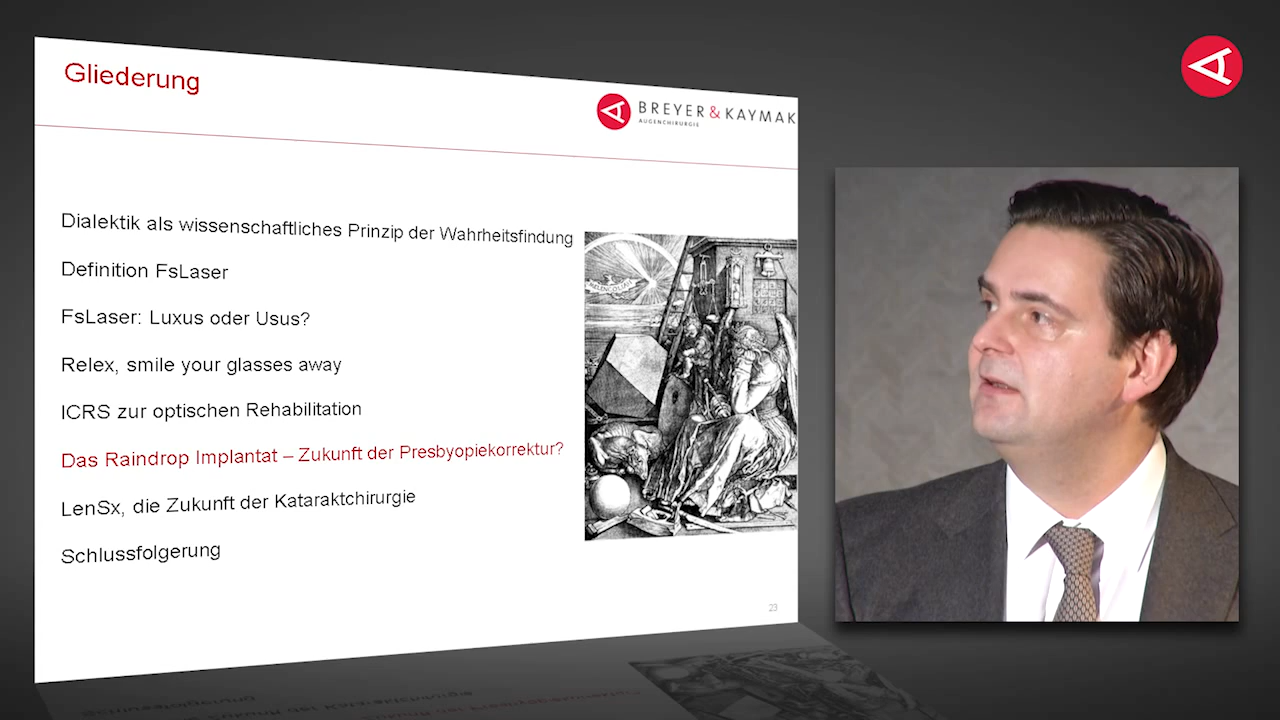 Gliederung
BREYER&KAYMAK
AUGENCHIRURGIE
Dialektik als wissenschaftliches Prinzip der Wahrheitsfindung
Definition FsLaser
FsLaser: Luxus oder Usus?
Relex, smile your glasses away
ICRS zur optischen Rehabilitation
Das Raindrop Implantat – Zukunft der Presbyopiekorrektur?
LenSx, die Zukunft der Kataraktchirurgie
Schlussfolgerung
23